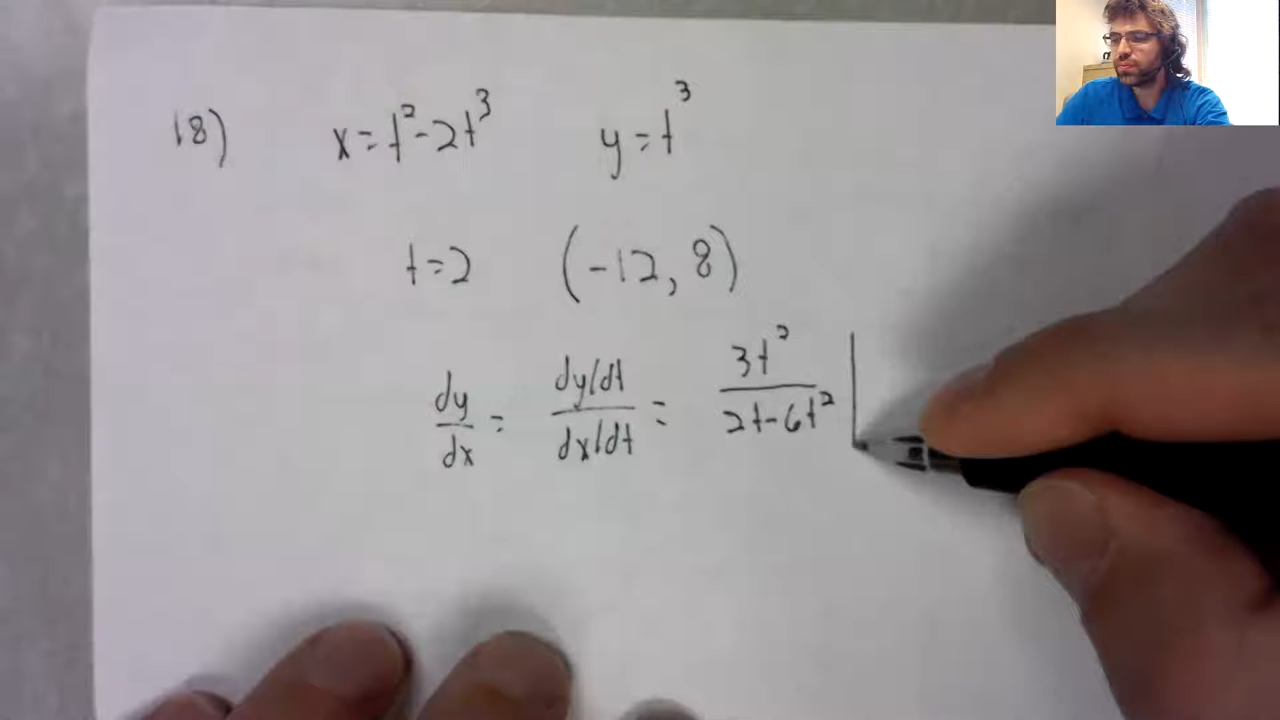 18) x = t² - 2t³ y = t³
t = 2 (-12, 8)
dy/dx = (dy/dt)/(dx/dt) = 3t²/(2t - 6t²) |